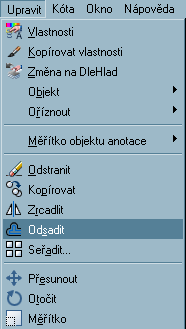 Upravit Kóta Okno Nápověda
Vlastnosti
Kopírovat vlastnosti
Změna na DleHlad
Objekt
Oříznout
Měřítko objektu anotace
Odstranit
Kopírovat
Zrcadlit
Odsadit
Seřadit...
Přesunout
Otočit
Měřítko